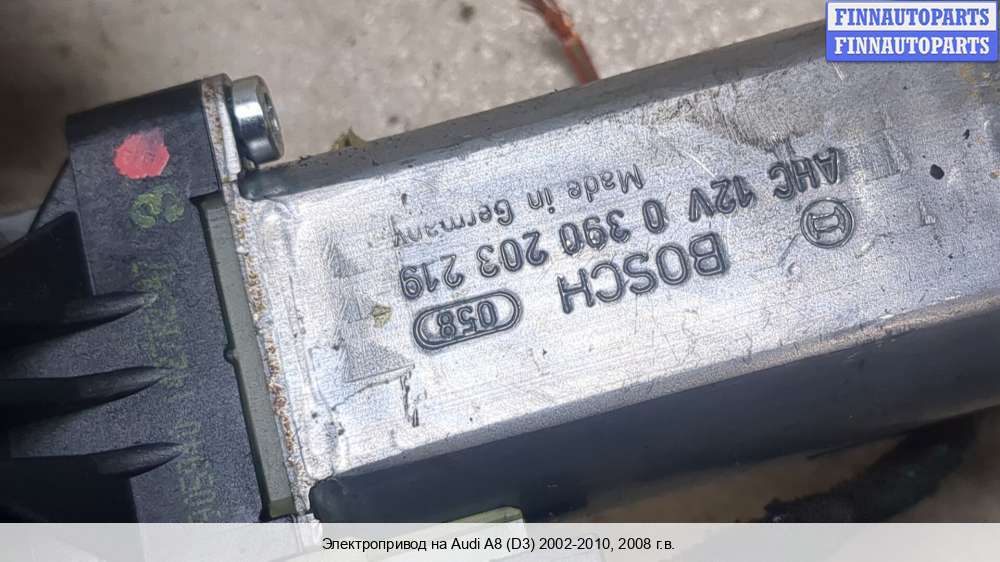 FINNAUTOPARTS
FINNAUTOPARTS
BOSCH 058
AHC 12V 0 390 203 219
Made in Germany
Электропривод на Audi A8 (D3) 2002-2010, 2008 г.в.